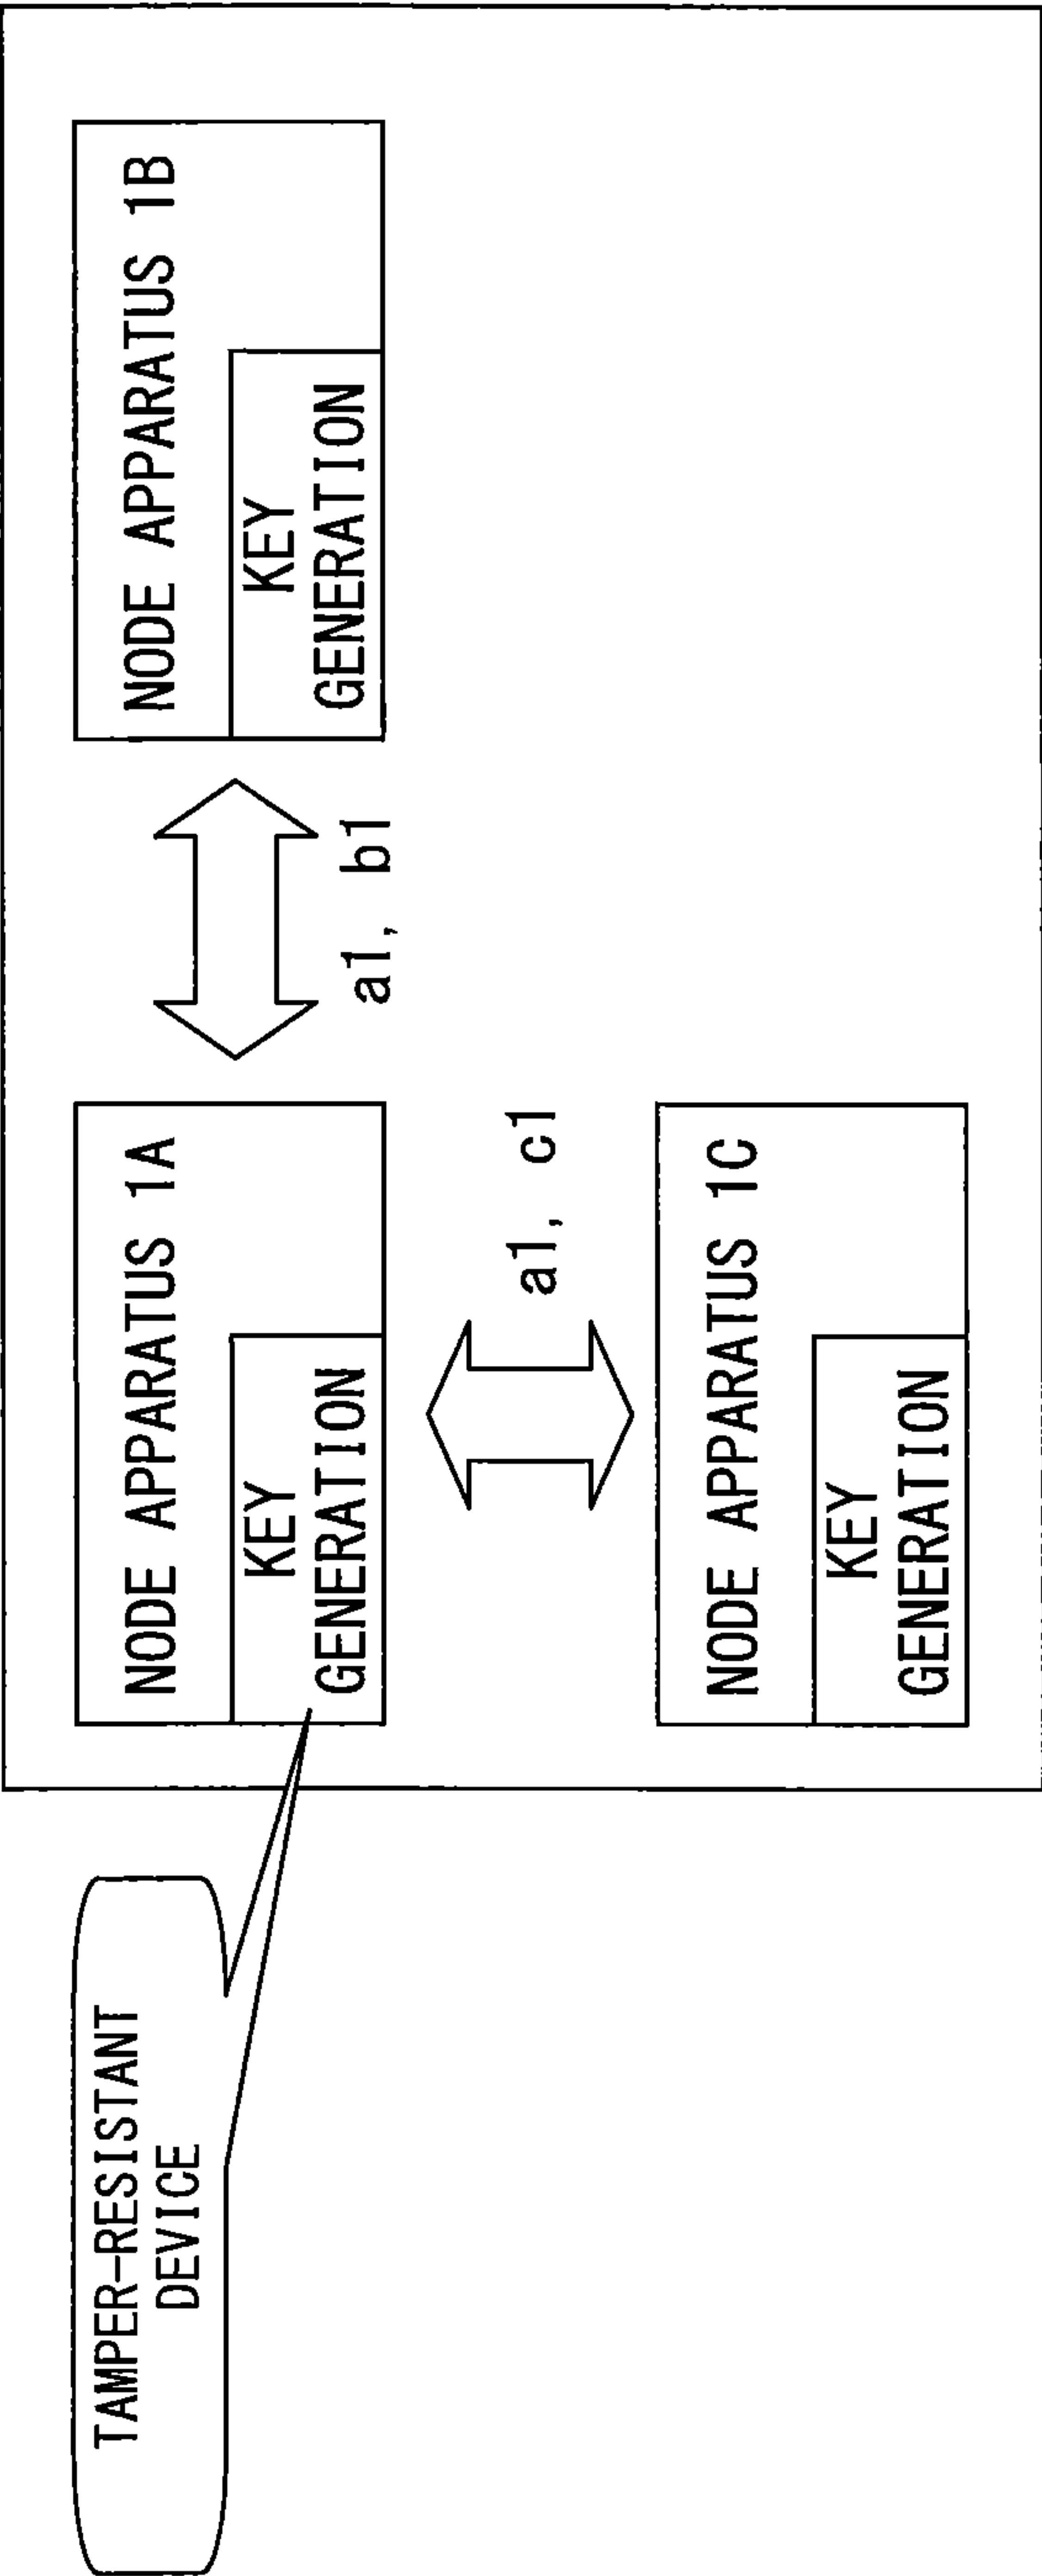 TAMPER-RESISTANT
DEVICE
NODE APPARATUS 1A
KEY
GENERATION
a1, b1
NODE APPARATUS 1B
KEY
GENERATION
a1, c1
NODE APPARATUS 1C
KEY
GENERATION